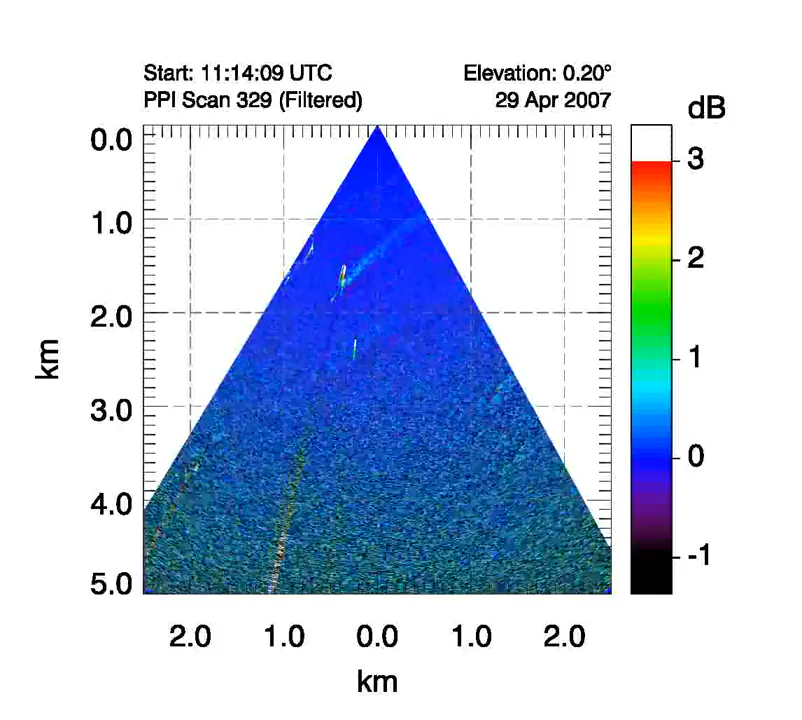 Start: 11:14:09 UTC
Elevation: 0.20°
PPI Scan 329 (Filtered)
29 Apr 2007
dB
0.0
1.0
2.0
3.0
4.0
5.0
km
3
2
1
0
-1
2.0 1.0 0.0 1.0 2.0
km